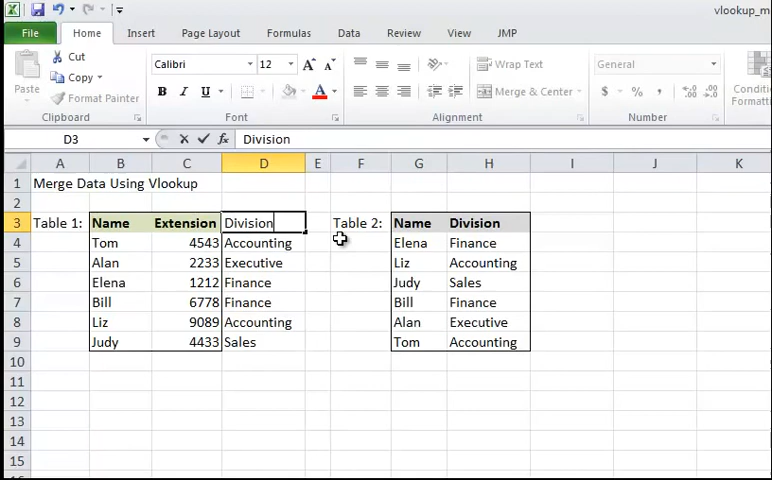 vlookup_m
File Home Insert Page Layout Formulas Data Review View JMP
Paste
Cut
Copy
Format Painter
Clipboard
Calibri 12
B I U A
Font
Wrap Text
Merge & Center
Alignment
General
$ % ,
Number
Conditi
Formatti
D3 fx Division
A B C D E F G H I J K
1 Merge Data Using Vlookup
2
3 Table 1: Name Extension Division Table 2: Name Division
4 Tom 4543 Accounting Elena Finance
5 Alan 2233 Executive Liz Accounting
6 Elena 1212 Finance Judy Sales
7 Bill 6778 Finance Bill Finance
8 Liz 9089 Accounting Alan Executive
9 Judy 4433 Sales Tom Accounting
10
11
12
13
14
15